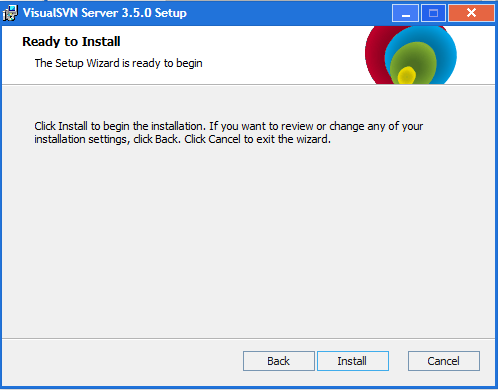 VisualSVN Server 3.5.0 Setup
Ready to Install
The Setup Wizard is ready to begin
Click Install to begin the installation. If you want to review or change any of your
installation settings, click Back. Click Cancel to exit the wizard.
Back Install Cancel